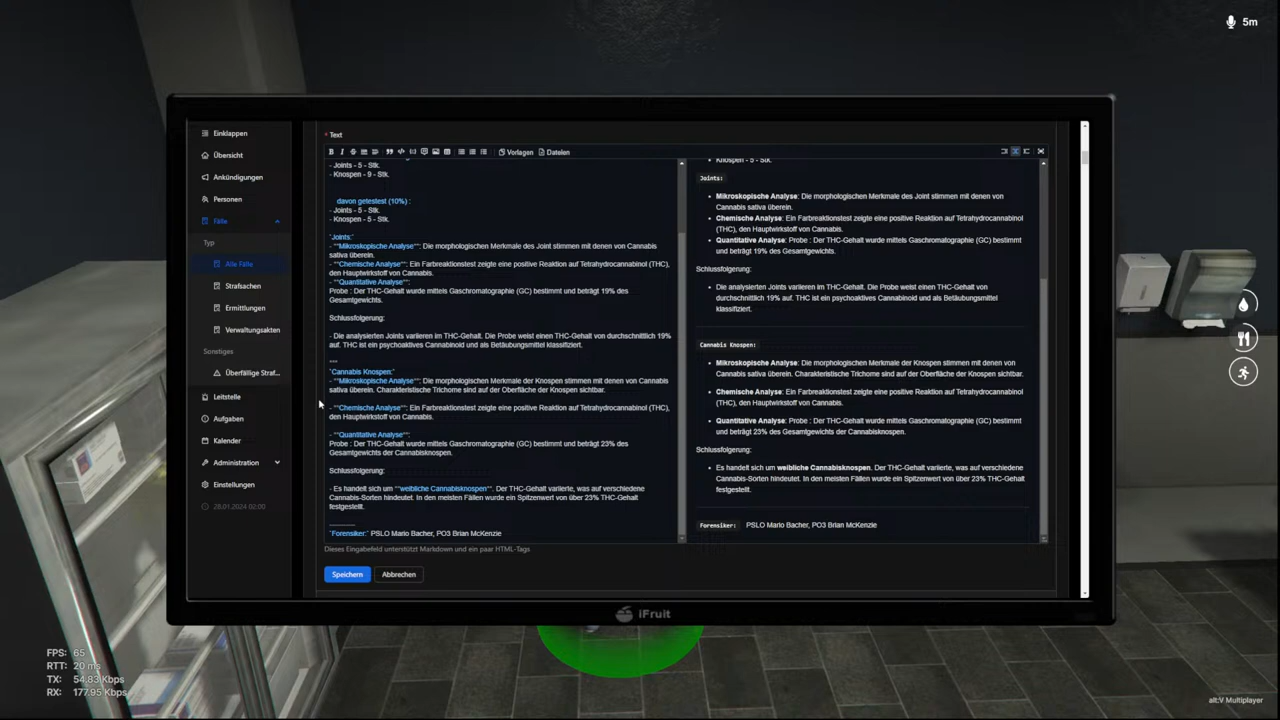 5m
Einklappen
Übersicht
Ankündigungen
Personen
Fälle
Typ
Alle Fälle
Strafsachen
Ermittlungen
Verwaltungsakten
Sonstiges
Überfällige Straf...
Leitstelle
Aufgaben
Kalender
Administration
Einstellungen
28.01.2024 02:00
* Text
Vorlagen Dateien
- Joints - 5 - Stk.
- Knospen - 9 - Stk.
davon getestest (10%) :
- Joints - 5 - Stk.
- Knospen - 5 - Stk.
`Joints:`
- **Mikroskopische Analyse**: Die morphologischen Merkmale des Joint stimmen mit denen von Cannabis
sativa überein.
- **Chemische Analyse**: Ein Farbreaktionstest zeigte eine positive Reaktion auf Tetrahydrocannabinol (THC),
den Hauptwirkstoff von Cannabis.
- **Quantitative Analyse**:
Probe : Der THC-Gehalt wurde mittels Gaschromatographie (GC) bestimmt und beträgt 19% des
Gesamtgewichts.
Schlussfolgerung:
- Die analysierten Joints variieren im THC-Gehalt. Die Probe weist einen THC-Gehalt von durchschnittlich 19%
auf. THC ist ein psychoaktives Cannabinoid und als Betäubungsmittel klassifiziert.
***
`Cannabis Knospen:`
- **Mikroskopische Analyse**: Die morphologischen Merkmale der Knospen stimmen mit denen von Cannabis
sativa überein. Charakteristische Trichome sind auf der Oberfläche der Knospen sichtbar.
- **Chemische Analyse**: Ein Farbreaktionstest zeigte eine positive Reaktion auf Tetrahydrocannabinol (THC),
den Hauptwirkstoff von Cannabis.
- **Quantitative Analyse**:
Probe : Der THC-Gehalt wurde mittels Gaschromatographie (GC) bestimmt und beträgt 23% des
Gesamtgewichts der Cannabisknospen.
Schlussfolgerung:
- Es handelt sich um **weibliche Cannabisknospen**. Der THC-Gehalt variierte, was auf verschiedene
Cannabis-Sorten hindeutet. In den meisten Fällen wurde ein Spitzenwert von über 23% THC-Gehalt
festgestellt.
________
`Forensiker:` PSLO Mario Bacher, PO3 Brian McKenzie
Knospen - 5 - Stk.
Joints:
Mikroskopische Analyse: Die morphologischen Merkmale des Joint stimmen mit denen von
Cannabis sativa überein.
Chemische Analyse: Ein Farbreaktionstest zeigte eine positive Reaktion auf Tetrahydrocannabinol
(THC), den Hauptwirkstoff von Cannabis.
Quantitative Analyse: Probe : Der THC-Gehalt wurde mittels Gaschromatographie (GC) bestimmt
und beträgt 19% des Gesamtgewichts.
Schlussfolgerung:
Die analysierten Joints variieren im THC-Gehalt. Die Probe weist einen THC-Gehalt von
durchschnittlich 19% auf. THC ist ein psychoaktives Cannabinoid und als Betäubungsmittel
klassifiziert.
Cannabis Knospen:
Mikroskopische Analyse: Die morphologischen Merkmale der Knospen stimmen mit denen von
Cannabis sativa überein. Charakteristische Trichome sind auf der Oberfläche der Knospen sichtbar.
Chemische Analyse: Ein Farbreaktionstest zeigte eine positive Reaktion auf Tetrahydrocannabinol
(THC), den Hauptwirkstoff von Cannabis.
Quantitative Analyse: Probe : Der THC-Gehalt wurde mittels Gaschromatographie (GC) bestimmt
und beträgt 23% des Gesamtgewichts der Cannabisknospen.
Schlussfolgerung:
Es handelt sich um weibliche Cannabisknospen. Der THC-Gehalt variierte, was auf verschiedene
Cannabis-Sorten hindeutet. In den meisten Fällen wurde ein Spitzenwert von über 23% THC-Gehalt
festgestellt.
Forensiker: PSLO Mario Bacher, PO3 Brian McKenzie
Dieses Eingabefeld unterstützt Markdown und ein paar HTML-Tags
Speichern Abbrechen
iFruit
FPS: 65
RTT: 20 ms
TX: 54.83 Kbps
RX: 177.95 Kbps
alt:V Multiplayer